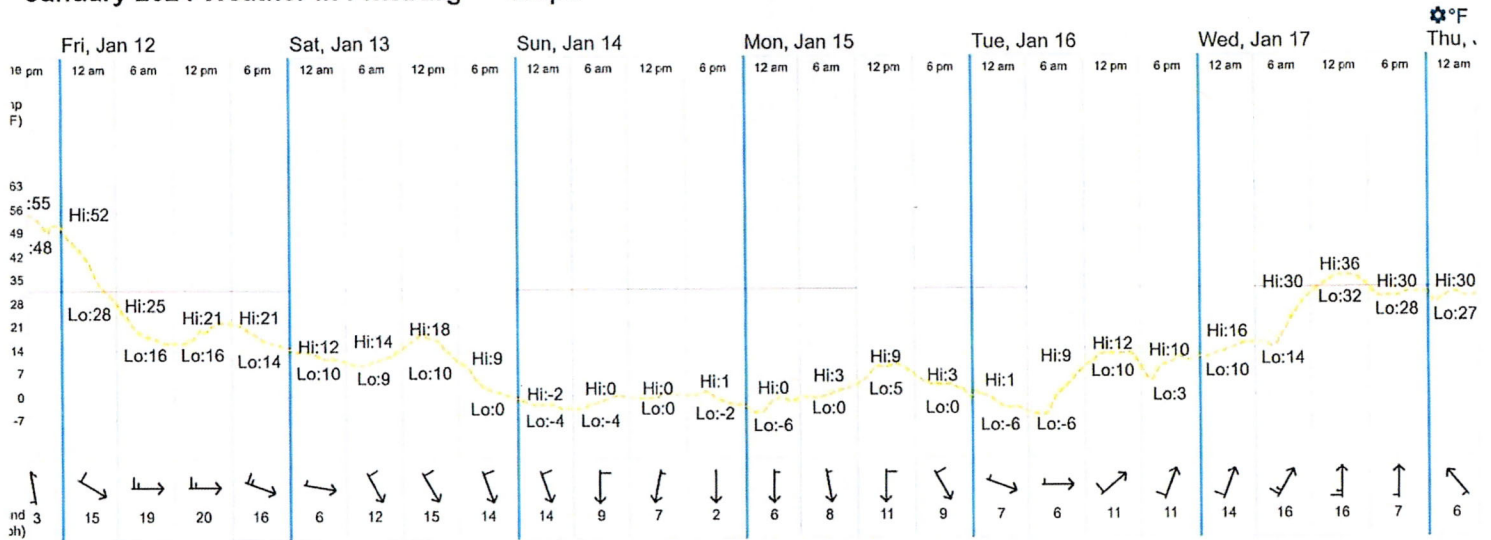 °F
Fri, Jan 12 Sat, Jan 13 Sun, Jan 14 Mon, Jan 15 Tue, Jan 16 Wed, Jan 17 Thu,
pm 12 am 6 am 12 pm 6 pm 12 am 6 am 12 pm 6 pm 12 am 6 am 12 pm 6 pm 12 am 6 am 12 pm 6 pm 12 am 6 am 12 pm 6 pm 12 am 6 am 12 pm 6 pm 12 am
F)
63
56
49
42
35
28
21
14
7
0
-7
:55 Hi:52 Hi:25 Hi:21 Hi:21 Hi:12 Hi:14 Hi:18 Hi:9 Hi:-2 Hi:0 Hi:0 Hi:1 Hi:0 Hi:3 Hi:9 Hi:3 Hi:1 Hi:9 Hi:12 Hi:10 Hi:16 Hi:30 Hi:36 Hi:30 Hi:30
:48 Lo:28 Lo:16 Lo:16 Lo:14 Lo:10 Lo:9 Lo:10 Lo:0 Lo:-4 Lo:-4 Lo:0 Lo:-2 Lo:-6 Lo:0 Lo:5 Lo:0 Lo:-6 Lo:-6 Lo:10 Lo:3 Lo:10 Lo:14 Lo:32 Lo:28 Lo:27
3 15 19 20 16 6 12 15 14 14 9 7 2 6 8 11 9 7 6 11 11 14 16 16 7 6